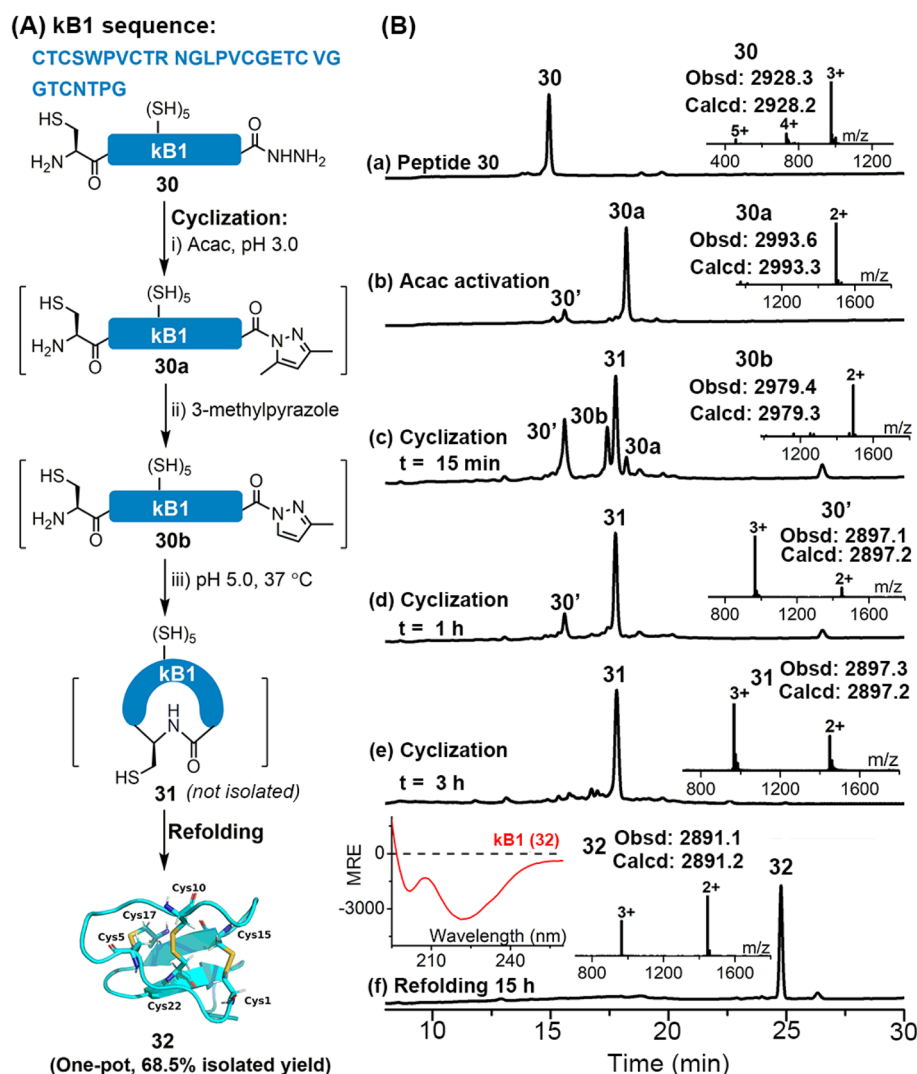 (A) kB1 sequence:
CTCSWPVCTR NGLPVCGETC VG
GTCNTPG
HS
(SH)5
H2N
O
kB1
O
NHNH2
30
Cyclization:
i) Acac, pH 3.0
HS
(SH)5
H2N
O
kB1
O
N
N
30a
ii) 3-methylpyrazole
HS
(SH)5
H2N
O
kB1
O
N
N
30b
iii) pH 5.0, 37 °C
(SH)5
kB1
H
N
HS
O
31 (not isolated)
Refolding
Cys10
Cys17
Cys5
Cys15
Cys22
Cys1
32
(One-pot, 68.5% isolated yield)
(B)
30
30
Obsd: 2928.3
Calcd: 2928.2
3+
4+
5+
m/z
400 800 1200
(a) Peptide 30
30a
30a
Obsd: 2993.6
Calcd: 2993.3
2+
m/z
1200 1800
(b) Acac activation
30'
31
30b
Obsd: 2979.4
Calcd: 2979.3
2+
m/z
1200 1800
30'
30b
30a
(c) Cyclization
t = 15 min
31
30'
Obsd: 2897.1
Calcd: 2897.2
3+
2+
m/z
800 1200 1600
30'
(d) Cyclization
t = 1 h
31
31
Obsd: 2897.3
Calcd: 2897.2
3+
2+
m/z
800 1200 1600
(e) Cyclization
t = 3 h
kB1 (32)
MRE
0
-3000
Wavelength (nm)
210 240
32
Obsd: 2891.1
Calcd: 2891.2
3+
2+
m/z
800 1200 1600
32
(f) Refolding 15 h
10 15 20 25 30
Time (min)